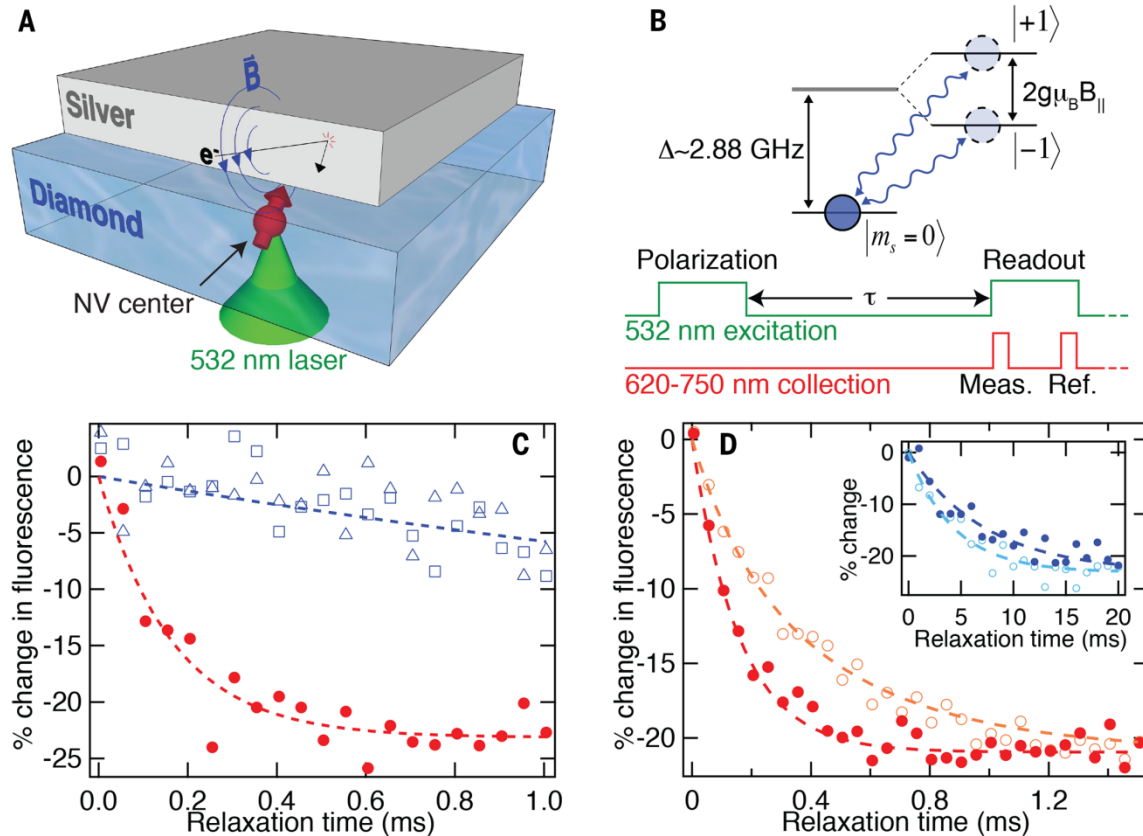 A
B
Silver
e-
Diamond
NV center
532 nm laser
B
|+1⟩
2gμBB||
|−1⟩
Δ~2.88 GHz
|ms = 0⟩
Polarization
Readout
τ
532 nm excitation
620-750 nm collection
Meas.
Ref.
C
% change in fluorescence
0
-5
-10
-15
-20
-25
0.0
0.2
0.4
0.6
0.8
1.0
Relaxation time (ms)
D
% change in fluorescence
0
-5
-10
-15
-20
0
0.4
0.8
1.2
Relaxation time (ms)
% change
0
-10
-20
0
5
10
15
20
Relaxation time (ms)